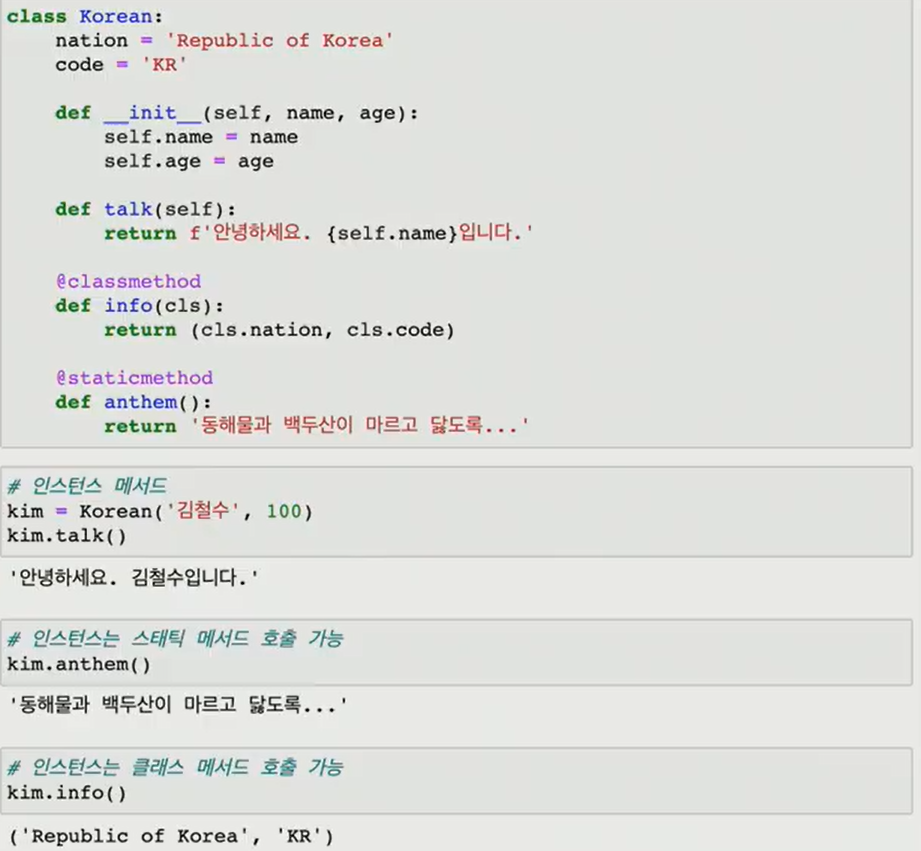 class Korean:
    nation = 'Republic of Korea'
    code = 'KR'

    def __init__(self, name, age):
        self.name = name
        self.age = age

    def talk(self):
        return f'안녕하세요. {self.name}입니다.'

    @classmethod
    def info(cls):
        return (cls.nation, cls.code)

    @staticmethod
    def anthem():
        return '동해물과 백두산이 마르고 닳도록...'

# 인스턴스 메서드
kim = Korean('김철수', 100)
kim.talk()

'안녕하세요. 김철수입니다.'

# 인스턴스는 스태틱 메서드 호출 가능
kim.anthem()

'동해물과 백두산이 마르고 닳도록...'

# 인스턴스는 클래스 메서드 호출 가능
kim.info()

('Republic of Korea', 'KR')